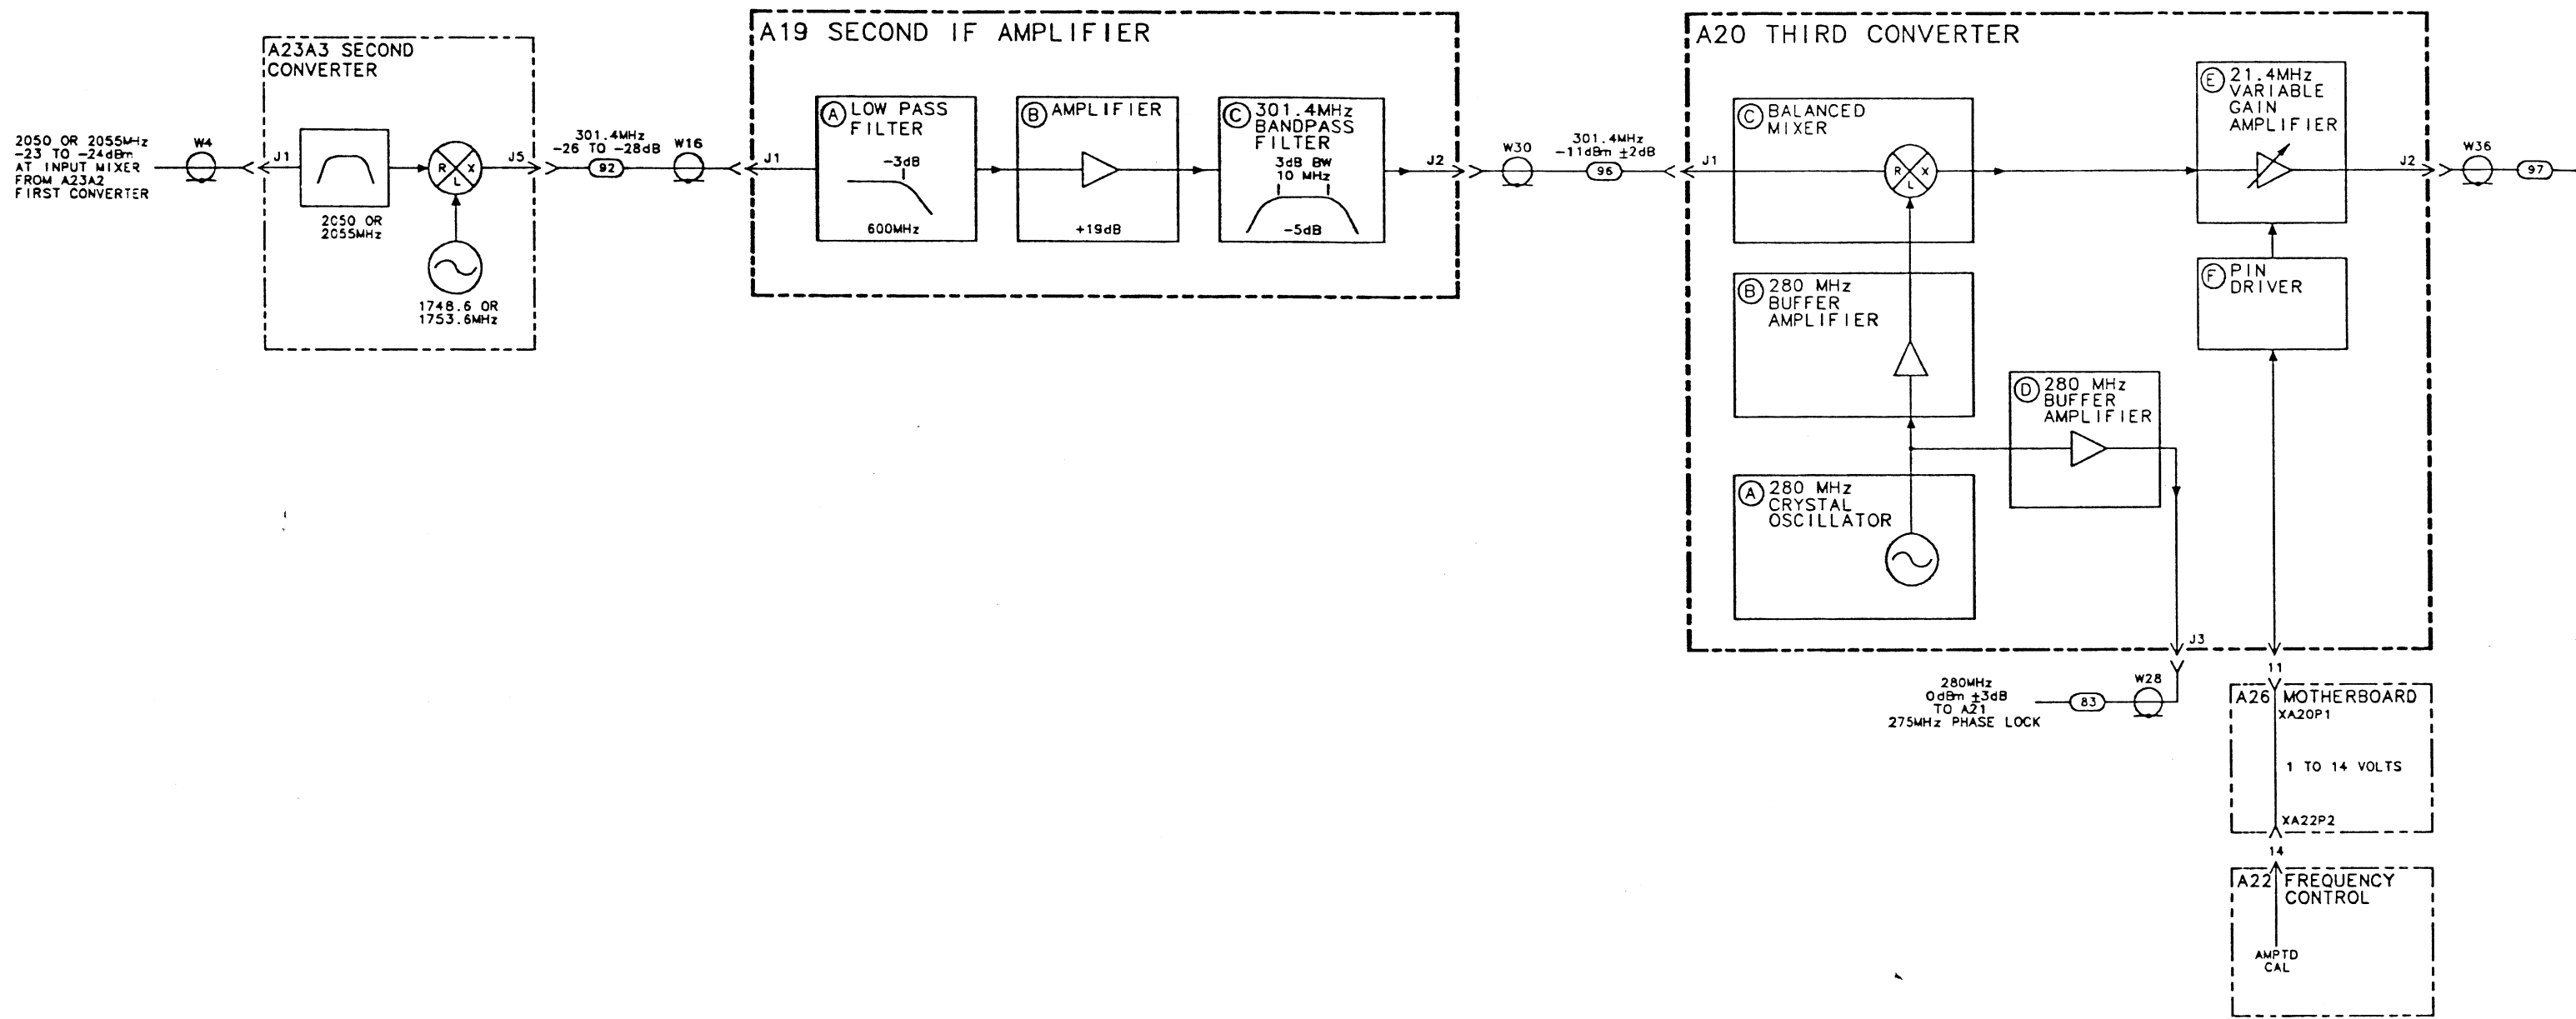 2050 OR 2055MHz
-23 TO -24dBm
AT INPUT MIXER
FROM A23A2
FIRST CONVERTER
W4
A23A3 SECOND
CONVERTER
J1
2050 OR
2055MHz
R X
L
1748.6 OR
1753.6MHz
J5
301.4MHz
-26 TO -28dB
92
W16
A19 SECOND IF AMPLIFIER
J1
A LOW PASS
FILTER
-3dB
600MHz
B AMPLIFIER
+19dB
C 301.4MHz
BANDPASS
FILTER
3dB BW
10 MHz
-5dB
J2
W30
301.4MHz
-11dBm ±2dB
96
A20 THIRD CONVERTER
J1
C BALANCED
MIXER
R X
L
B 280 MHz
BUFFER
AMPLIFIER
A 280 MHz
CRYSTAL
OSCILLATOR
D 280 MHz
BUFFER
AMPLIFIER
E 21.4MHz
VARIABLE
GAIN
AMPLIFIER
F PIN
DRIVER
J2
W36
97
J3
280MHz
0dBm ±3dB
TO A21
275MHz PHASE LOCK
83
W28
11
A26 MOTHERBOARD
XA20P1
1 TO 14 VOLTS
XA22P2
14
A22 FREQUENCY
CONTROL
AMPTD
CAL